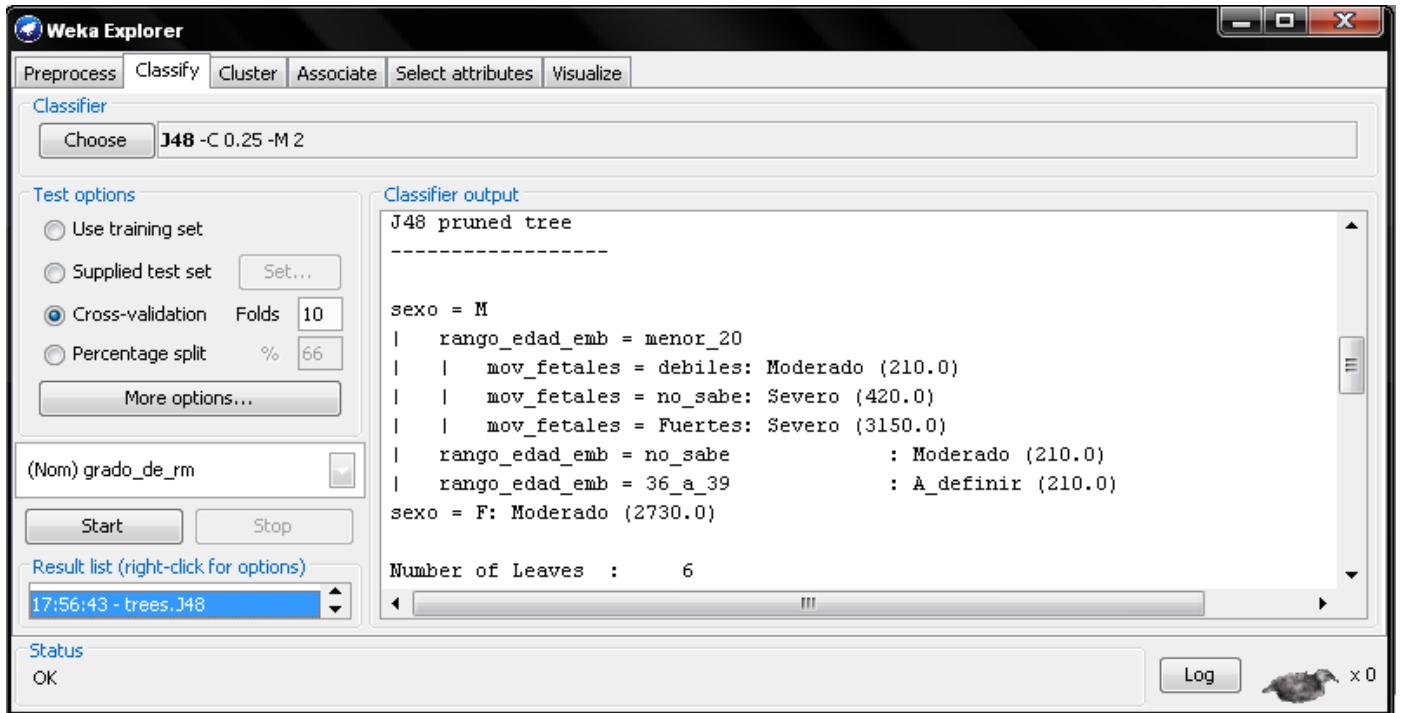 Weka Explorer
Preprocess Classify Cluster Associate Select attributes Visualize
Classifier
Choose J48 -C 0.25 -M 2
Test options
Use training set
Supplied test set Set...
Cross-validation Folds 10
Percentage split % 66
More options...
(Nom) grado_de_rm
Start Stop
Result list (right-click for options)
17:56:43 - trees.J48
Classifier output
J48 pruned tree
------------------
sexo = M
| rango_edad_emb = menor_20
| | mov_fetales = debiles: Moderado (210.0)
| | mov_fetales = no_sabe: Severo (420.0)
| | mov_fetales = Fuertes: Severo (3150.0)
| rango_edad_emb = no_sabe : Moderado (210.0)
| rango_edad_emb = 36_a_39 : A_definir (210.0)
sexo = F: Moderado (2730.0)
Number of Leaves : 6
Status
OK
Log x 0